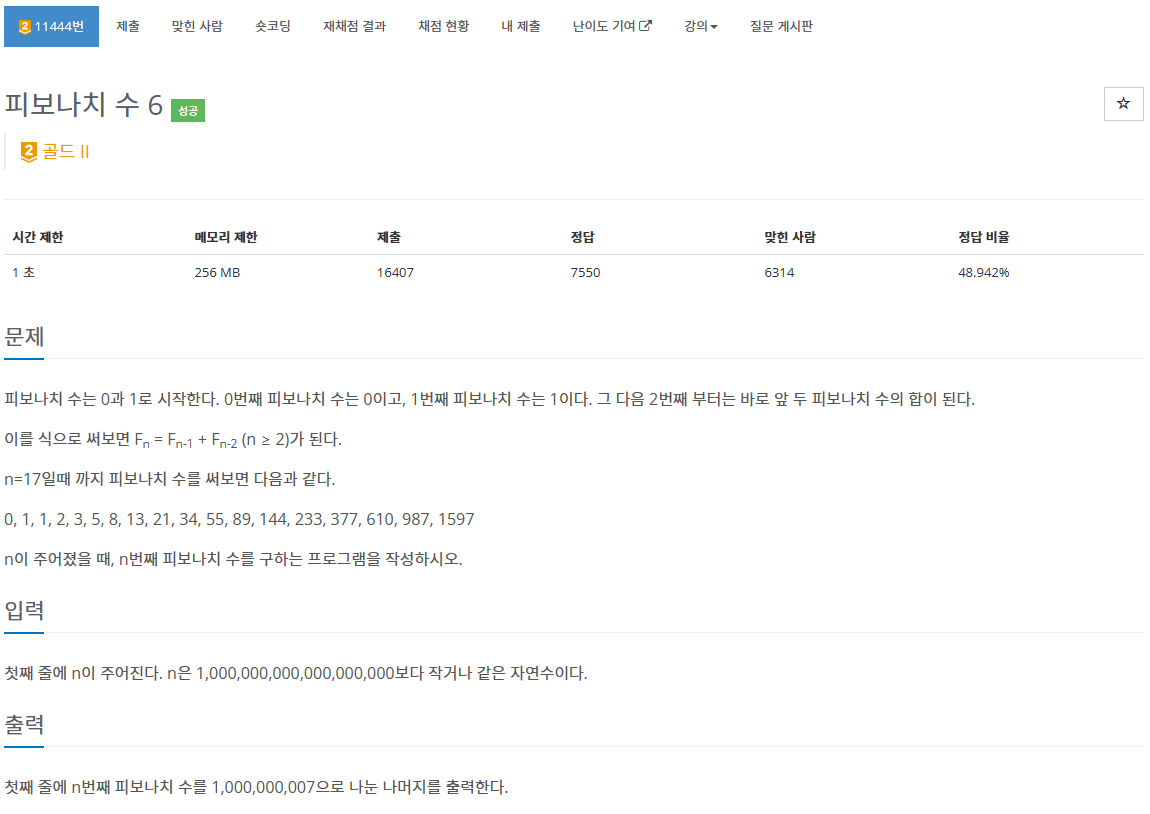 2 11444번 제출 맞힌 사람 숏코딩 재채점 결과 채점 현황 내 제출 난이도 기여 강의 질문 게시판
피보나치 수 6 성공
2 골드 II
시간 제한 메모리 제한 제출 정답 맞힌 사람 정답 비율
1 초 256 MB 16407 7550 6314 48.942%
문제
피보나치 수는 0과 1로 시작한다. 0번째 피보나치 수는 0이고, 1번째 피보나치 수는 1이다. 그 다음 2번째 부터는 바로 앞 두 피보나치 수의 합이 된다.
이를 식으로 써보면 Fn = Fn-1 + Fn-2 (n ≥ 2)가 된다.
n=17일때 까지 피보나치 수를 써보면 다음과 같다.
0, 1, 1, 2, 3, 5, 8, 13, 21, 34, 55, 89, 144, 233, 377, 610, 987, 1597
n이 주어졌을 때, n번째 피보나치 수를 구하는 프로그램을 작성하시오.
입력
첫째 줄에 n이 주어진다. n은 1,000,000,000,000,000,000보다 작거나 같은 자연수이다.
출력
첫째 줄에 n번째 피보나치 수를 1,000,000,007으로 나눈 나머지를 출력한다.